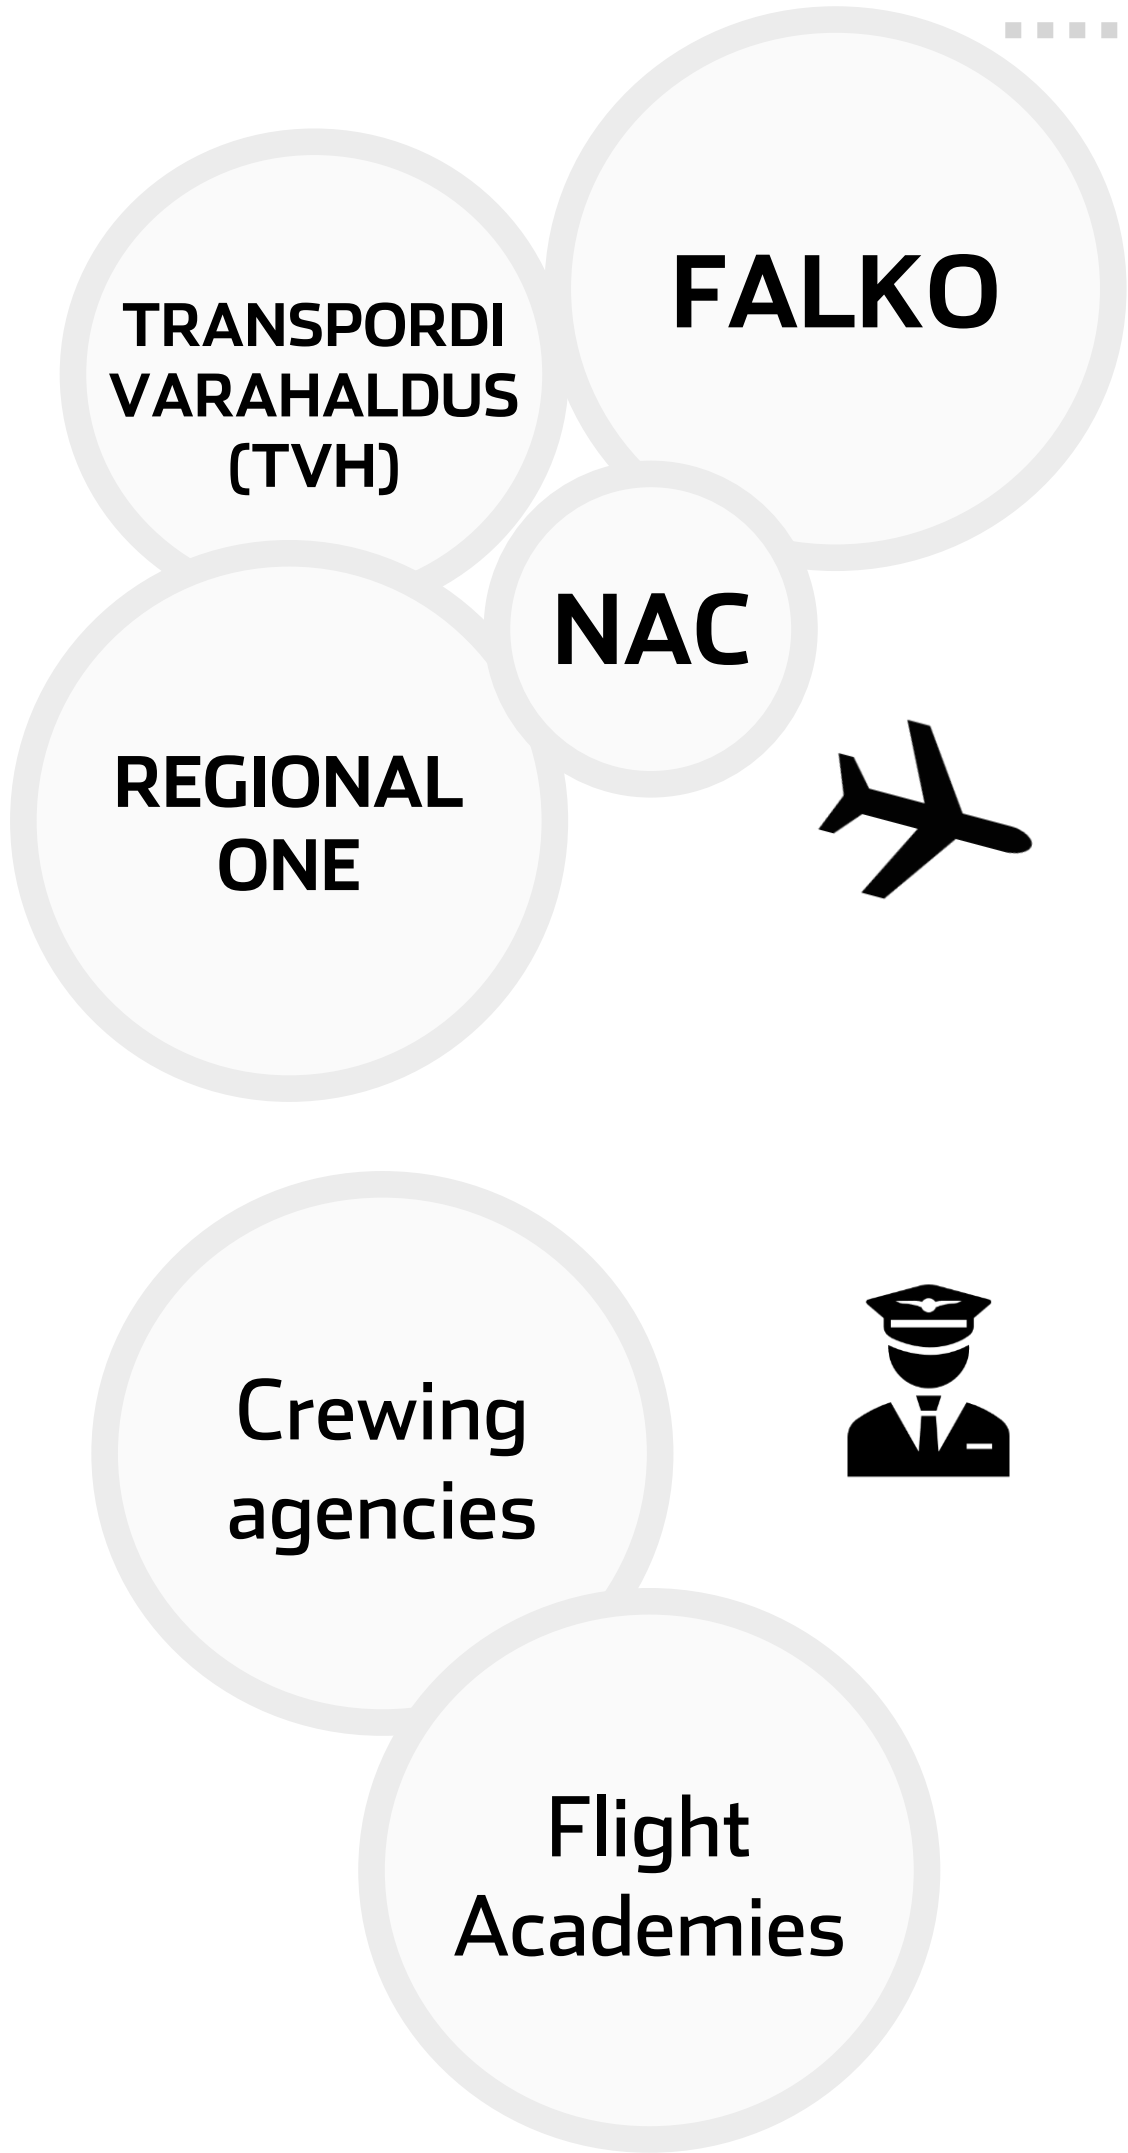 FALKO
TRANSPORDI
VARAHALDUS
(TVH)
NAC
REGIONAL
ONE
Crewing
agencies
Flight
Academies